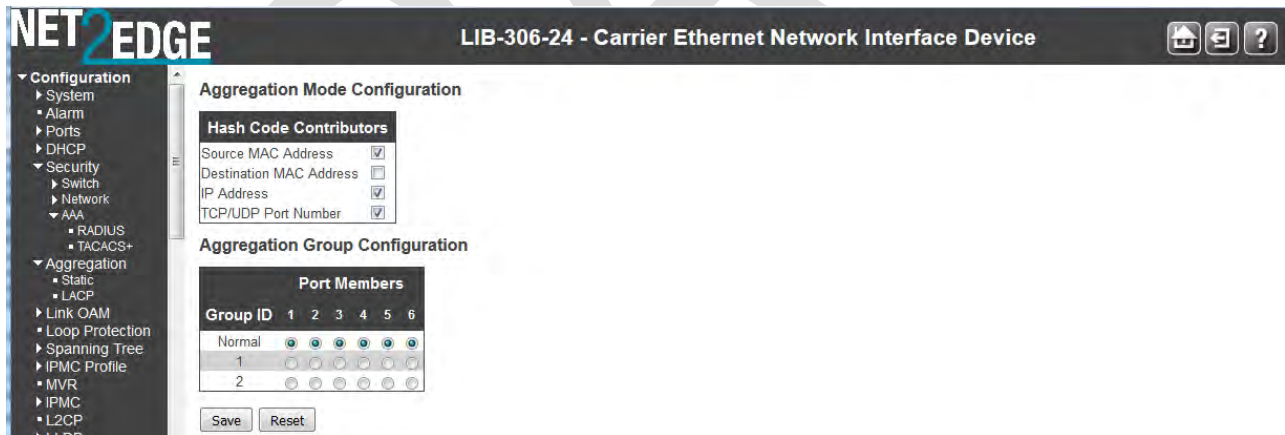 NET2EDGE
LIB-306-24 - Carrier Ethernet Network Interface Device
?
Configuration
System
Alarm
Ports
DHCP
Security
Switch
Network
AAA
RADIUS
TACACS+
Aggregation
Static
LACP
Link OAM
Loop Protection
Spanning Tree
IPMC Profile
MVR
IPMC
L2CP
Aggregation Mode Configuration
Hash Code Contributors
Source MAC Address
Destination MAC Address
IP Address
TCP/UDP Port Number
Aggregation Group Configuration
Port Members
Group ID 1 2 3 4 5 6
Normal
1
2
Save Reset